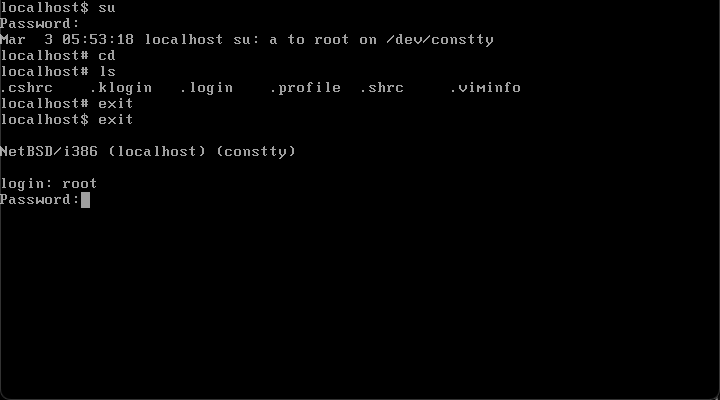 localhost$ su
Password:
Mar  3 05:53:18 localhost su: a to root on /dev/constty
localhost# cd
localhost# ls
.cshrc    .klogin   .login    .profile  .shrc     .viminfo
localhost# exit
localhost$ exit
NetBSD/i386 (localhost) (constty)
login: root
Password: